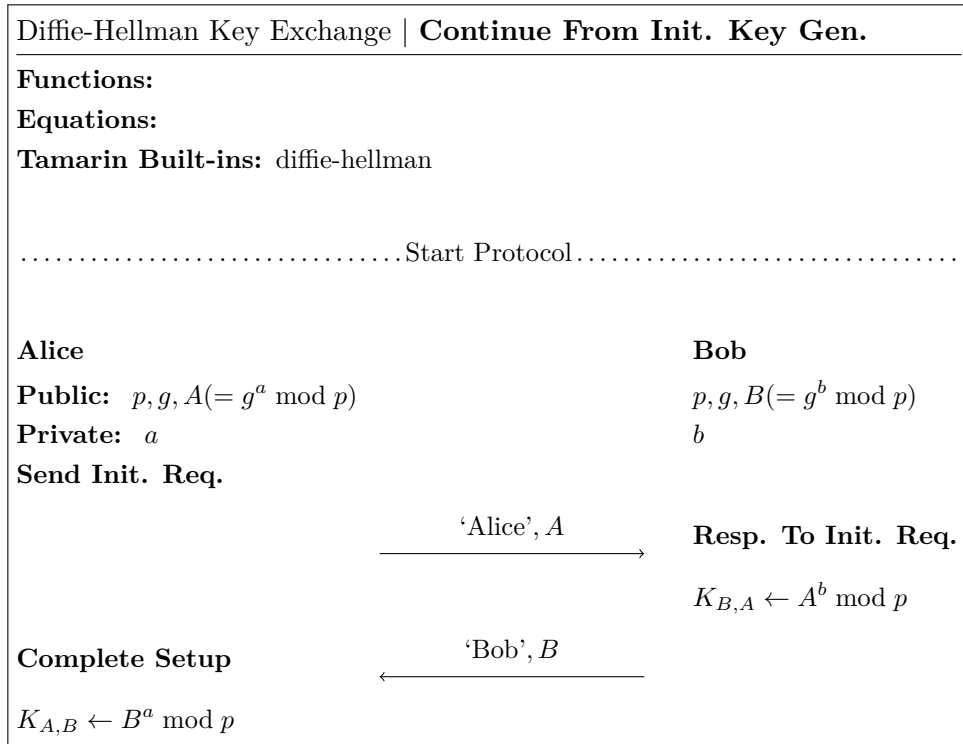 Diffie-Hellman Key Exchange | Continue From Init. Key Gen.
Functions:
Equations:
Tamarin Built-ins: diffie-hellman
................................Start Protocol................................
Alice Bob
Public: p, g, A(= g^a mod p) p, g, B(= g^b mod p)
Private: a b
Send Init. Req.
‘Alice’, A
Resp. To Init. Req.
K_{B,A} ← A^b mod p
‘Bob’, B
Complete Setup
K_{A,B} ← B^a mod p